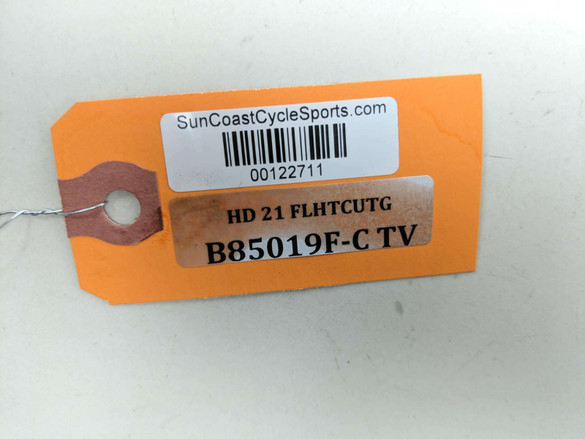 SunCoastCycleSports.com
00122711
HD 21 FLHTCUTG
B85019F-C TV